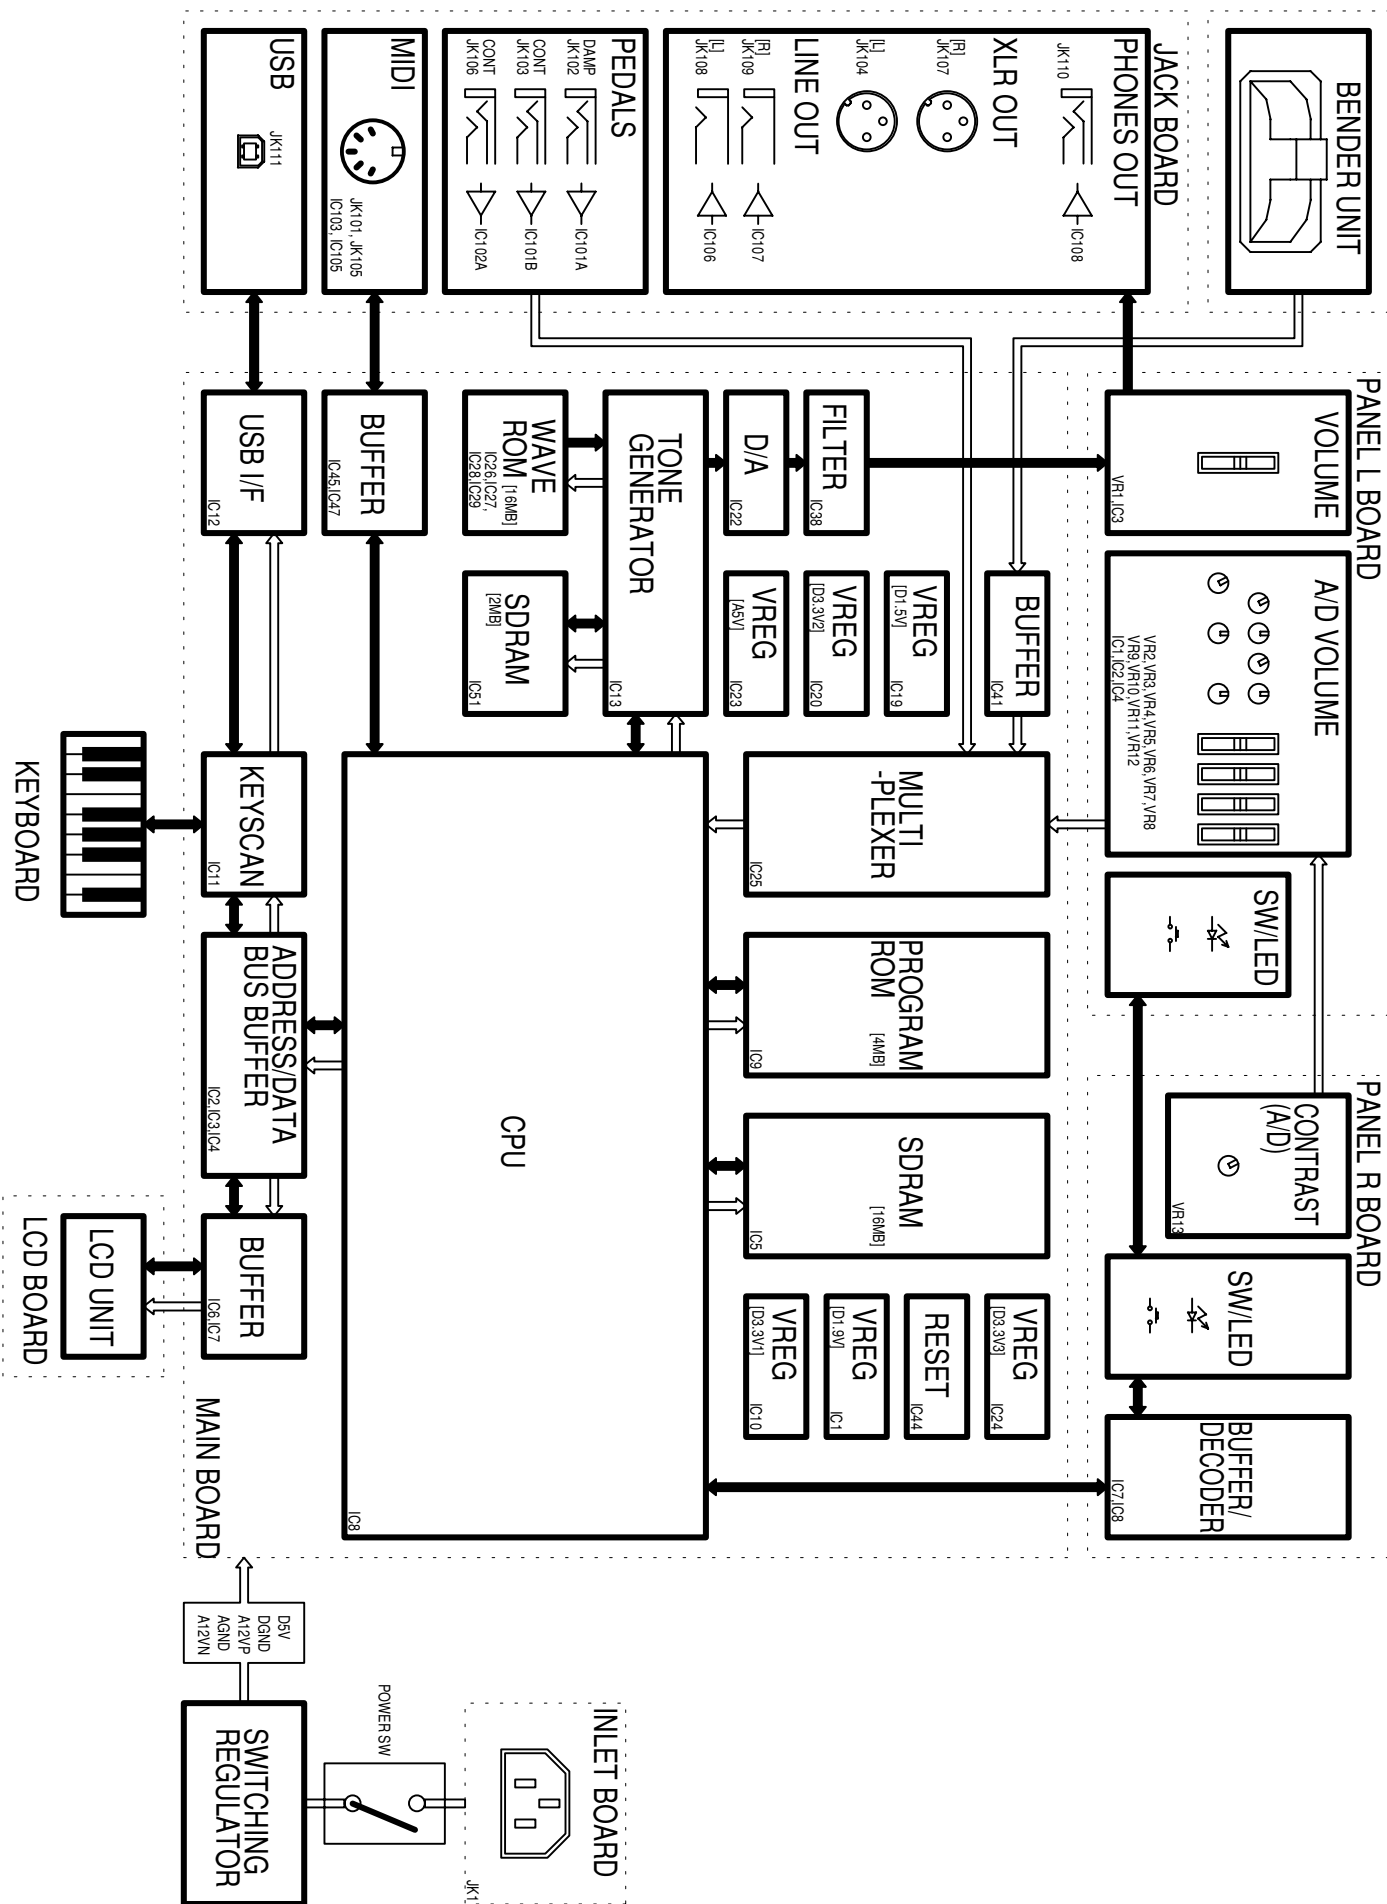 BENDER UNIT
JACK BOARD
PHONES OUT
JK110
IC108
XLR OUT
[R]
JK107
[L]
JK104
LINE OUT
[R]
JK109
IC107
[L]
JK108
IC106
PEDALS
DAMP
JK102
IC101A
CONT
JK103
IC101B
CONT
JK106
IC102A
MIDI
JK101, JK105
IC103, IC105
USB
JK111
PANEL L BOARD
VOLUME
VR1,IC3
A/D VOLUME
VR2,VR3,VR4,VR5,VR6,VR7,VR8
VR9,VR10,VR11,VR12
IC1,IC2,IC4
SW/LED
PANEL R BOARD
CONTRAST
(A/D)
VR13
SW/LED
BUFFER/
DECODER
IC7,IC8
BUFFER
IC41
VREG
[D1.5V]
IC19
VREG
[D3.3V2]
IC20
VREG
[A5V]
IC23
FILTER
IC38
D/A
IC22
TONE
GENERATOR
IC13
WAVE
ROM [16MB]
IC26,IC27,
IC28,IC29
SDRAM
[2MB]
IC51
BUFFER
IC45,IC47
USB I/F
IC12
MULTI
-PLEXER
IC25
PROGRAM
ROM
[4MB]
IC9
SDRAM
[16MB]
IC5
VREG
[D3.3V3]
IC24
RESET
IC44
VREG
[D1.9V]
IC1
VREG
[D3.3V1]
IC10
CPU
IC8
KEYSCAN
IC11
ADDRESS/DATA
BUS BUFFER
IC2,IC3,IC4
BUFFER
IC6,IC7
MAIN BOARD
KEYBOARD
LCD UNIT
LCD BOARD
D5V
DGND
A12VP
AGND
A12VN
SWITCHING
REGULATOR
POWER SW
INLET BOARD
JK1